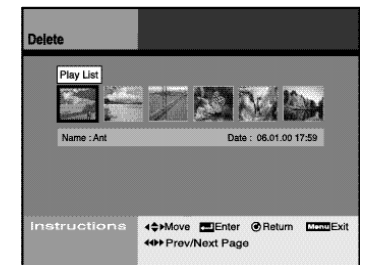 Delete
Play List
Name : Ant Date : 06.01.00 17:59
Instructions Move Enter Return Menu Exit
Prev/Next Page